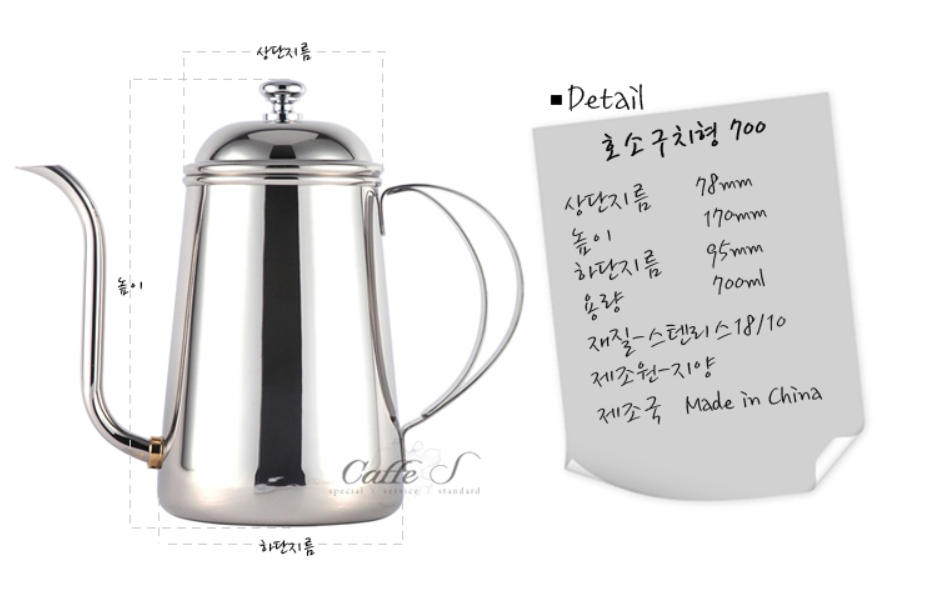 상단지름
높이
Caffe S
special / service / standard
하단지름
■Detail
호소구치형 700
상단지름 78mm
높이 170mm
하단지름 95mm
용량 700ml
재질-스텐리스18/10
제조원-지양
제조국 Made in China